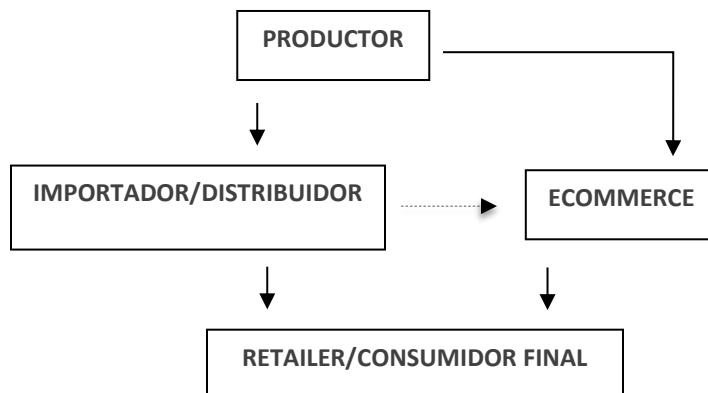 PRODUCTOR
IMPORTADOR/DISTRIBUIDOR
ECOMMERCE
RETAILER/CONSUMIDOR FINAL